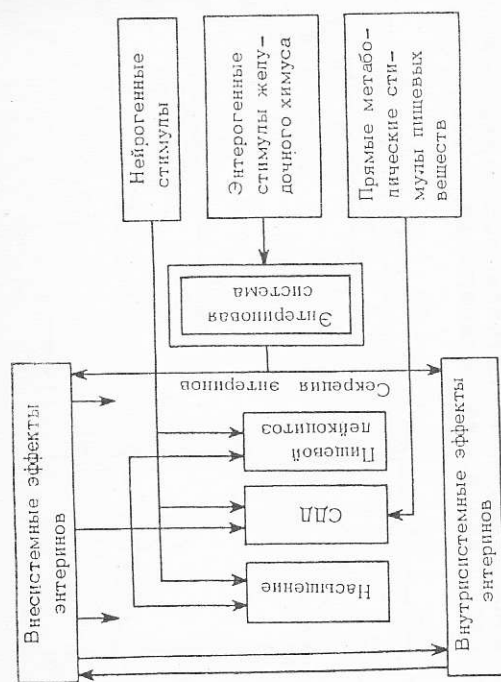 Нейрогенные
стимулы
Энтерогенные
стимулы желу-
дочного химуса
Прямые метабо-
лические сти-
мулы пищевых
веществ
Энтериновая
система
Секреция энтеринов
Внесистемные эффекты
энтеринов
Пищевой
лейкоцитоз
СДД
Насыщение
Внутрисистемные эффекты
энтеринов